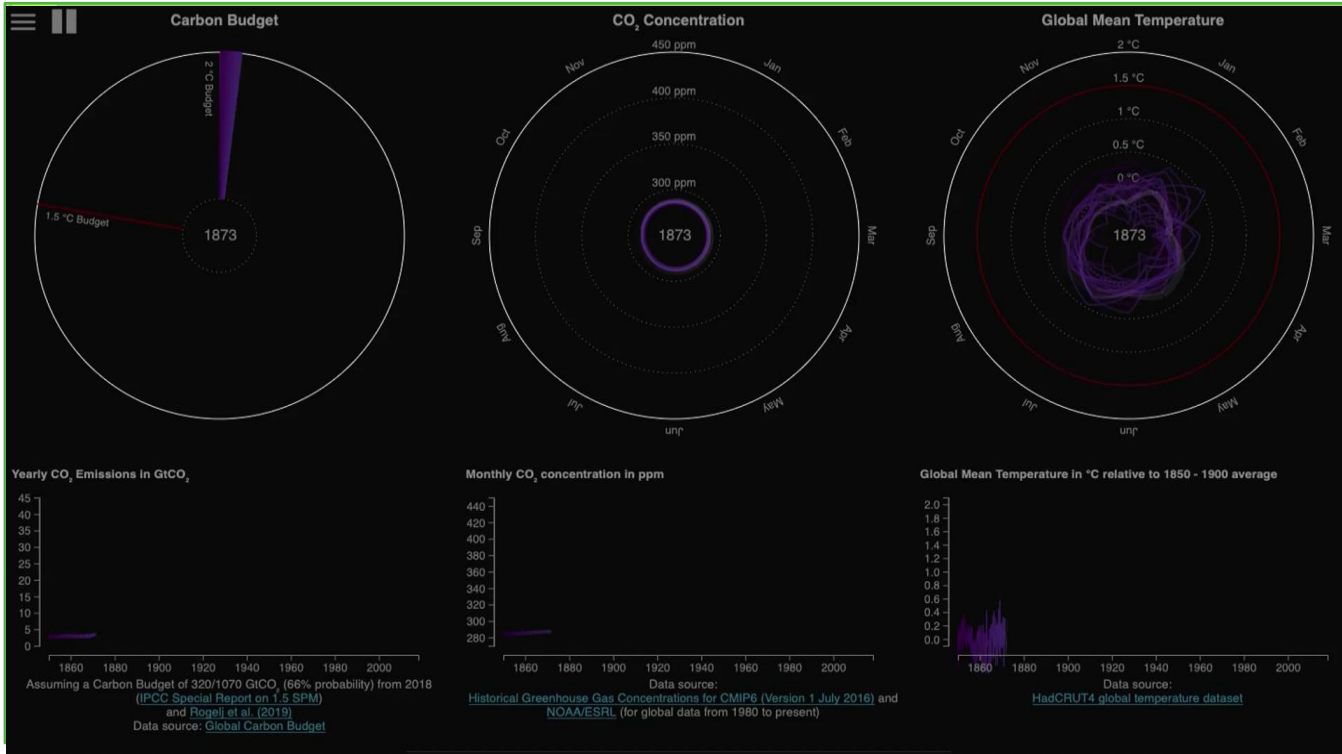 Carbon Budget
2 °C Budget
1.5 °C Budget
1873
CO₂ Concentration
450 ppm
400 ppm
350 ppm
300 ppm
1873
Jan
Feb
Mar
Apr
May
Jun
Jul
Aug
Sep
Oct
Nov
Global Mean Temperature
2 °C
1.5 °C
1 °C
0.5 °C
0 °C
1873
Jan
Feb
Mar
Apr
May
Jun
Jul
Aug
Sep
Oct
Nov
Yearly CO₂ Emissions in GtCO₂
45
40
35
30
25
20
15
10
5
0
1860 1880 1900 1920 1940 1960 1980 2000
Assuming a Carbon Budget of 320/1070 GtCO₂ (66% probability) from 2018
(IPCC Special Report on 1.5 SPM)
and Rogelj et al. (2019)
Data source: Global Carbon Budget
Monthly CO₂ concentration in ppm
440
420
400
380
360
340
320
300
280
1860 1880 1900 1920 1940 1960 1980 2000
Data source:
Historical Greenhouse Gas Concentrations for CMIP6 (Version 1 July 2016) and
NOAA/ESRL (for global data from 1980 to present)
Global Mean Temperature in °C relative to 1850 - 1900 average
2.0
1.8
1.6
1.4
1.2
1.0
0.8
0.6
0.4
0.2
0.0
1860 1880 1900 1920 1940 1960 1980 2000
Data source:
HadCRUT4 global temperature dataset